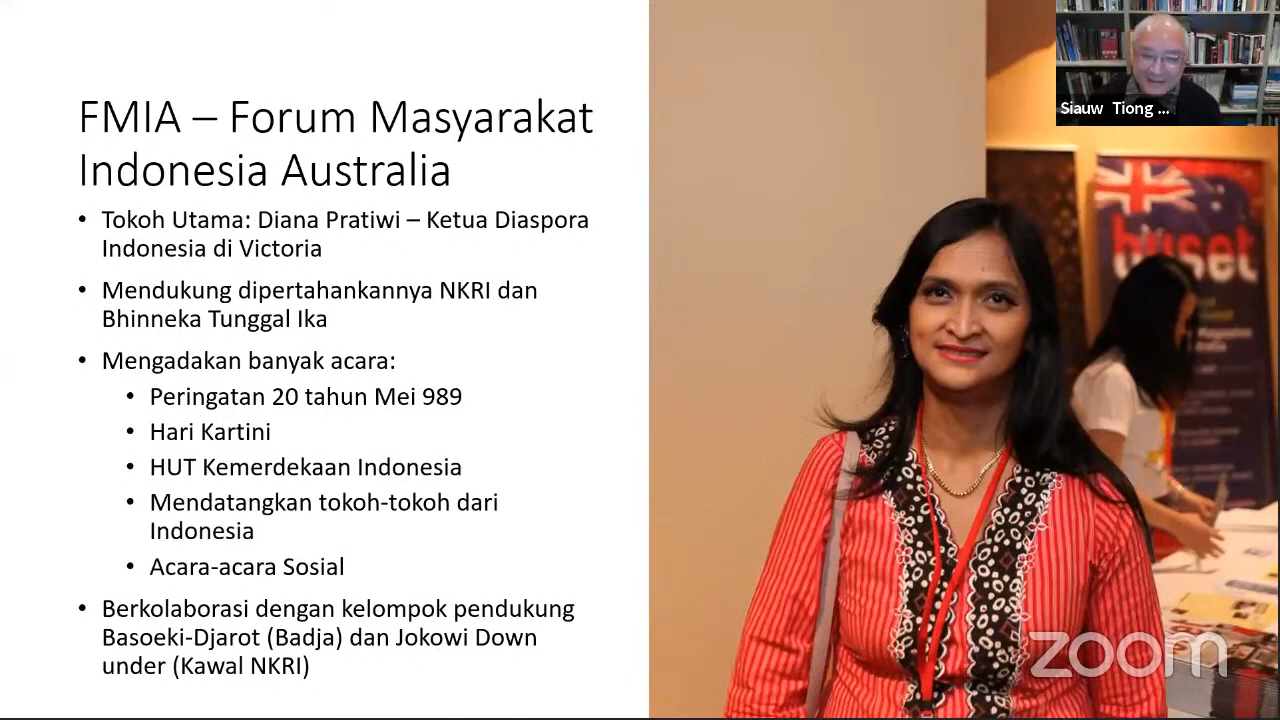 FMIA – Forum Masyarakat
Indonesia Australia
• Tokoh Utama: Diana Pratiwi – Ketua Diaspora
Indonesia di Victoria
• Mendukung dipertahankannya NKRI dan
Bhinneka Tunggal Ika
• Mengadakan banyak acara:
• Peringatan 20 tahun Mei 989
• Hari Kartini
• HUT Kemerdekaan Indonesia
• Mendatangkan tokoh-tokoh dari
Indonesia
• Acara-acara Sosial
• Berkolaborasi dengan kelompok pendukung
Basoeki-Djarot (Badja) dan Jokowi Down
under (Kawal NKRI)
Siauw Tiong ...
buset
zoom